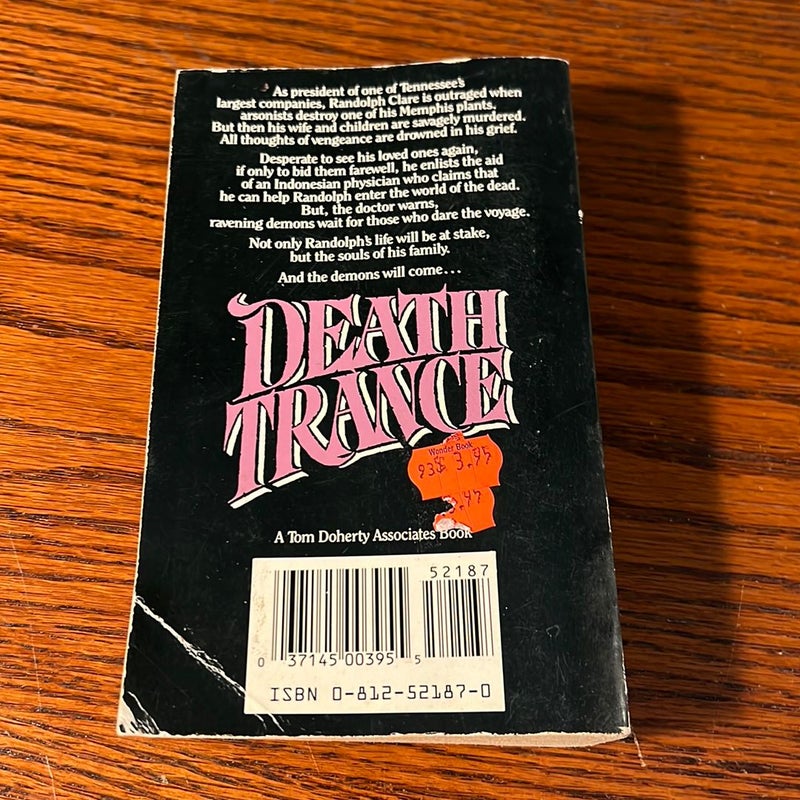 As president of one of Tennessee's
largest companies, Randolph Clare is outraged when
arsonists destroy one of his Memphis plants.
But then his wife and children are savagely murdered.
All thoughts of vengeance are drowned in his grief.
Desperate to see his loved ones again,
if only to bid them farewell, he enlists the aid
of an Indonesian physician who claims that
he can help Randolph enter the world of the dead.
But, the doctor warns,
ravening demons wait for those who dare the voyage.
Not only Randolph's life will be at stake,
but the souls of his family.
And the demons will come...
DEATH
TRANCE
Wonder Book
3.95
A Tom Doherty Associates Book
52187
0 37145 00395 5
ISBN 0-812-52187-0